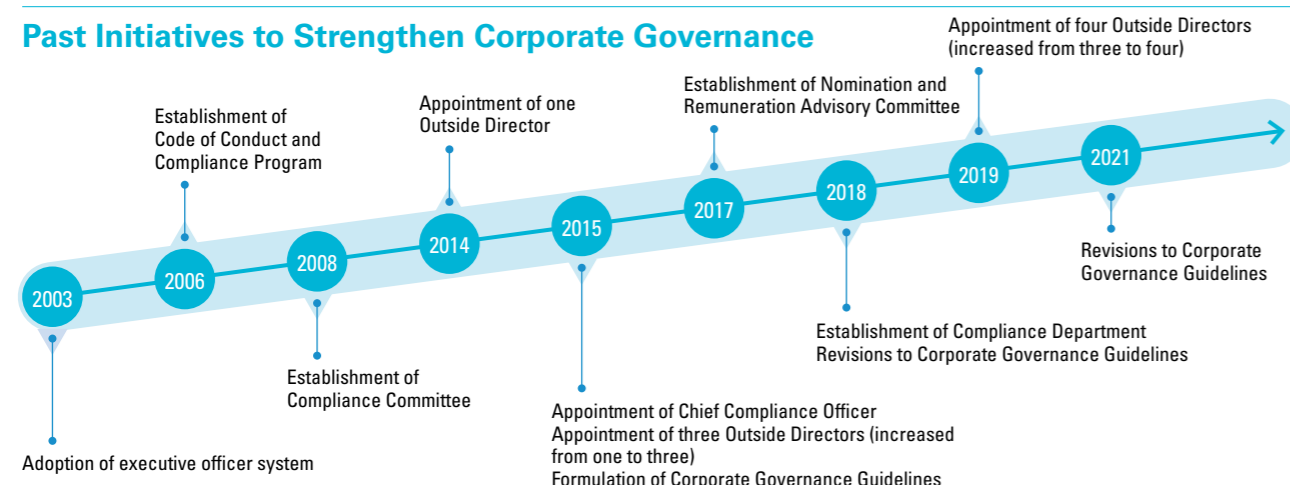 Past Initiatives to Strengthen Corporate Governance
Appointment of four Outside Directors
(increased from three to four)
Establishment of Nomination and
Remuneration Advisory Committee
Appointment of one
Outside Director
Establishment of
Code of Conduct and
Compliance Program
2003
2006
2008
2014
2015
2017
2018
2019
2021
Revisions to Corporate
Governance Guidelines
Establishment of Compliance Department
Revisions to Corporate Governance Guidelines
Establishment of
Compliance Committee
Appointment of Chief Compliance Officer
Appointment of three Outside Directors (increased
from one to three)
Formulation of Corporate Governance Guidelines
Adoption of executive officer system